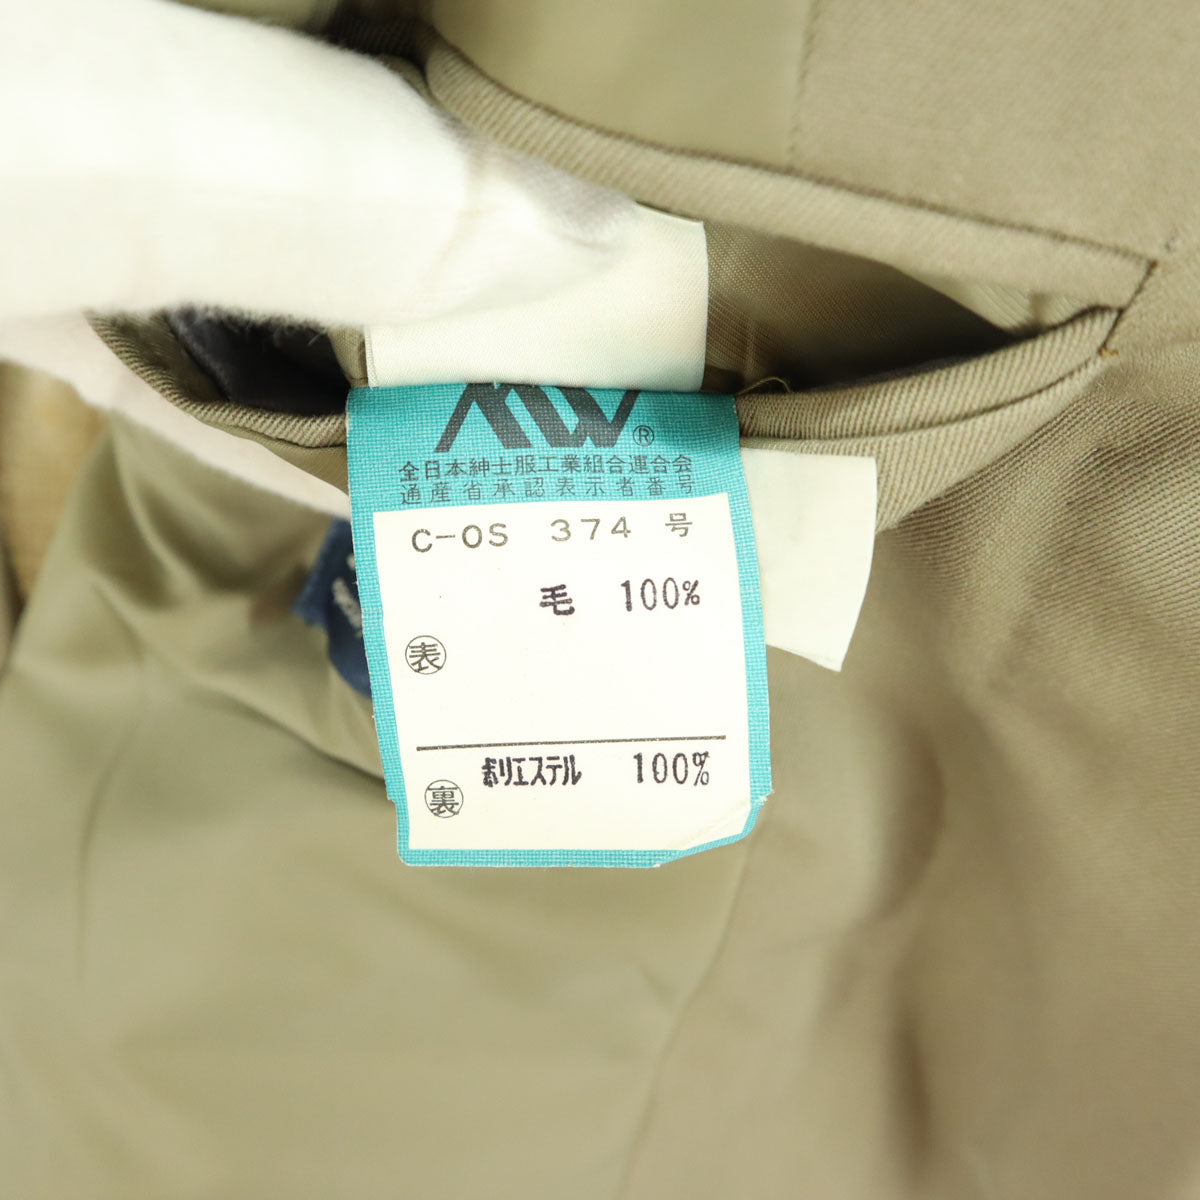 ®
全日本紳士服工業組合連合会
通産省承認表示者番号
C-OS 374 号
毛 100%
表
ポリエステル 100%
裏